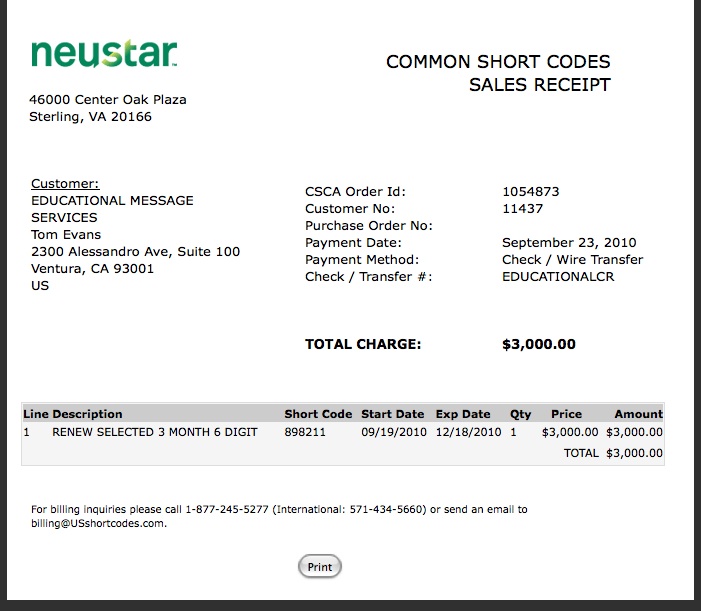 neustar
COMMON SHORT CODES
SALES RECEIPT
46000 Center Oak Plaza
Sterling, VA 20166
Customer:
EDUCATIONAL MESSAGE
SERVICES
Tom Evans
2300 Alessandro Ave, Suite 100
Ventura, CA 93001
US
CSCA Order Id: 1054873
Customer No: 11437
Purchase Order No:
Payment Date: September 23, 2010
Payment Method: Check / Wire Transfer
Check / Transfer #: EDUCATIONALCR
TOTAL CHARGE: $3,000.00
Line Description Short Code Start Date Exp Date Qty Price Amount
1 RENEW SELECTED 3 MONTH 6 DIGIT 898211 09/19/2010 12/18/2010 1 $3,000.00 $3,000.00
TOTAL $3,000.00
For billing inquiries please call 1-877-245-5277 (International: 571-434-5660) or send an email to
billing@USshortcodes.com.
Print